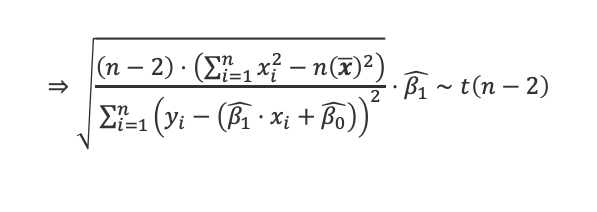 ⇒ √((n − 2) · (∑ᵢ₌₁ⁿ xᵢ² − n(x̅)²) / ∑ᵢ₌₁ⁿ (yᵢ − (β̂₁ · xᵢ + β̂₀))²) · β̂₁ ~ t(n − 2)